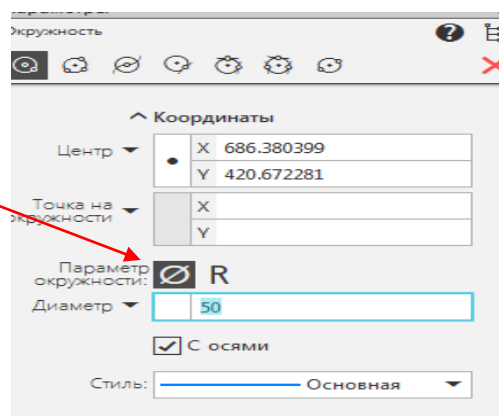 Окружность
Координаты
Центр X 686.380399
Y 420.672281
Точка на окружности X
Y
Параметр окружности: Ø R
Диаметр 50
С осями
Стиль: Основная